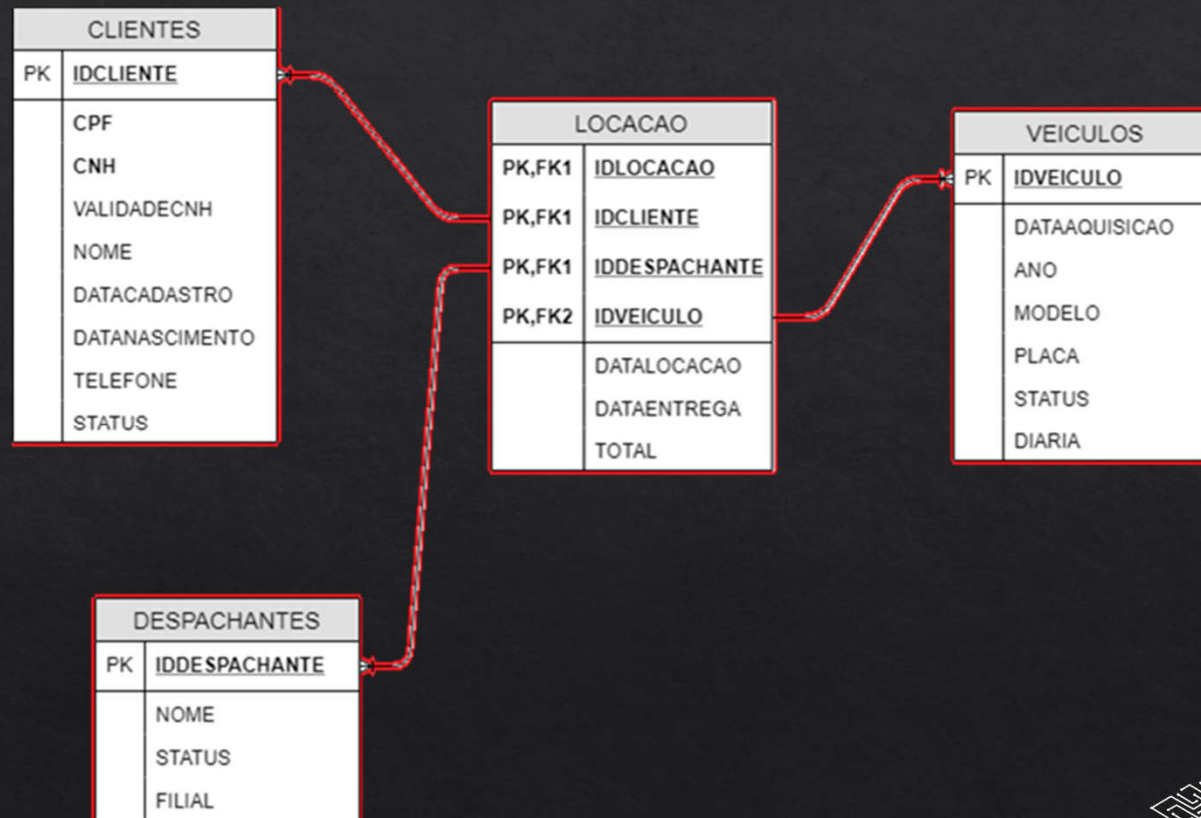 CLIENTES
PK IDCLIENTE
CPF
CNH
VALIDADECNH
NOME
DATACADASTRO
DATANASCIMENTO
TELEFONE
STATUS
LOCACAO
PK,FK1 IDLOCACAO
PK,FK1 IDCLIENTE
PK,FK1 IDDESPACHANTE
PK,FK2 IDVEICULO
DATALOCACAO
DATAENTREGA
TOTAL
VEICULOS
PK IDVEICULO
DATAAQUISICAO
ANO
MODELO
PLACA
STATUS
DIARIA
DESPACHANTES
PK IDDESPACHANTE
NOME
STATUS
FILIAL